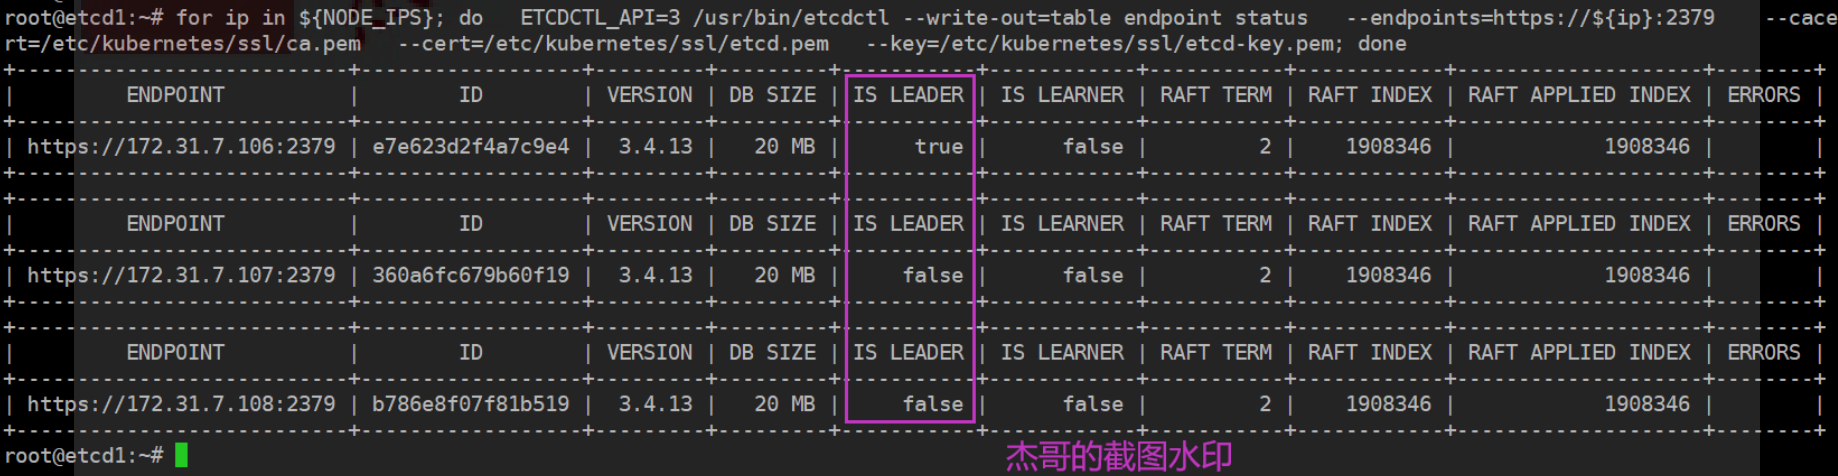 root@etcd1:~# for ip in ${NODE_IPS}; do   ETCDCTL_API=3 /usr/bin/etcdctl --write-out=table endpoint status   --endpoints=https://${ip}:2379    --cace
rt=/etc/kubernetes/ssl/ca.pem   --cert=/etc/kubernetes/ssl/etcd.pem   --key=/etc/kubernetes/ssl/etcd-key.pem; done
+----------------------------+------------------+---------+---------+-----------+------------+-----------+------------+--------------------+--------+
|         ENDPOINT          |        ID        | VERSION | DB SIZE | IS LEADER | IS LEARNER | RAFT TERM | RAFT INDEX | RAFT APPLIED INDEX | ERRORS |
+----------------------------+------------------+---------+---------+-----------+------------+-----------+------------+--------------------+--------+
| https://172.31.7.106:2379 | e7e623d2f4a7c9e4 |  3.4.13 |   20 MB |      true |      false |         2 |    1908346 |            1908346 |        |
+----------------------------+------------------+---------+---------+-----------+------------+-----------+------------+--------------------+--------+
+----------------------------+------------------+---------+---------+-----------+------------+-----------+------------+--------------------+--------+
|         ENDPOINT          |        ID        | VERSION | DB SIZE | IS LEADER | IS LEARNER | RAFT TERM | RAFT INDEX | RAFT APPLIED INDEX | ERRORS |
+----------------------------+------------------+---------+---------+-----------+------------+-----------+------------+--------------------+--------+
| https://172.31.7.107:2379 | 360a6fc679b60f19 |  3.4.13 |   20 MB |     false |      false |         2 |    1908346 |            1908346 |        |
+----------------------------+------------------+---------+---------+-----------+------------+-----------+------------+--------------------+--------+
+----------------------------+------------------+---------+---------+-----------+------------+-----------+------------+--------------------+--------+
|         ENDPOINT          |        ID        | VERSION | DB SIZE | IS LEADER | IS LEARNER | RAFT TERM | RAFT INDEX | RAFT APPLIED INDEX | ERRORS |
+----------------------------+------------------+---------+---------+-----------+------------+-----------+------------+--------------------+--------+
| https://172.31.7.108:2379 | b786e8f07f81b519 |  3.4.13 |   20 MB |     false |      false |         2 |    1908346 |            1908346 |        |
+----------------------------+------------------+---------+---------+-----------+------------+-----------+------------+--------------------+--------+
root@etcd1:~#
杰哥的截图水印